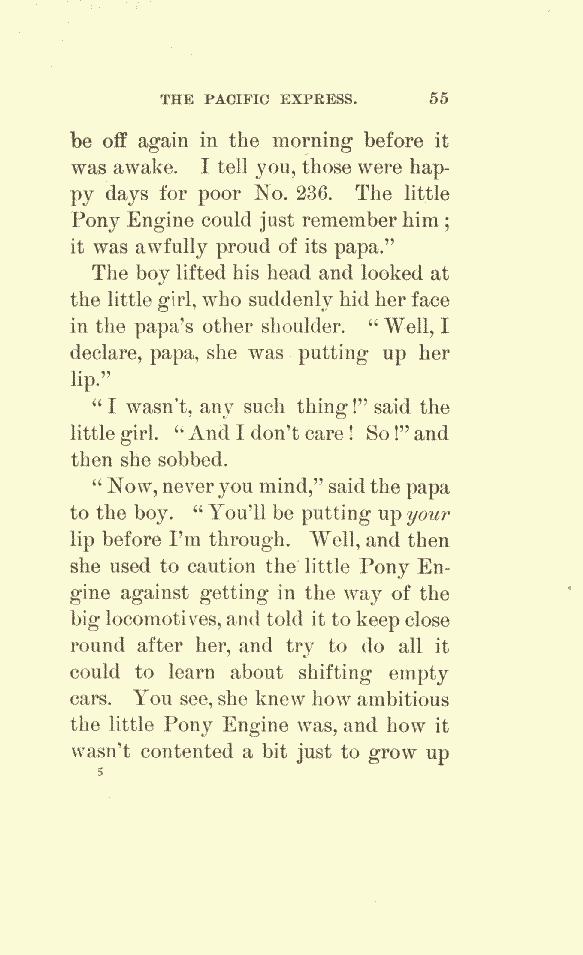 THE PACIFIC EXPRESS. 55
be off again in the morning before it
was awake. I tell you, those were hap-
py days for poor No. 236. The little
Pony Engine could just remember him;
it was awfully proud of its papa.”
The boy lifted his head and looked at
the little girl, who suddenly hid her face
in the papa’s other shoulder. “Well, I
declare, papa, she was putting up her
lip.”
“I wasn’t, any such thing!” said the
little girl. “And I don’t care! So!” and
then she sobbed.
“Now, never you mind,” said the papa
to the boy. “You’ll be putting up your
lip before I’m through. Well, and then
she used to caution the little Pony En-
gine against getting in the way of the
big locomotives, and told it to keep close
round after her, and try to do all it
could to learn about shifting empty
cars. You see, she knew how ambitious
the little Pony Engine was, and how it
wasn’t contented a bit just to grow up
5